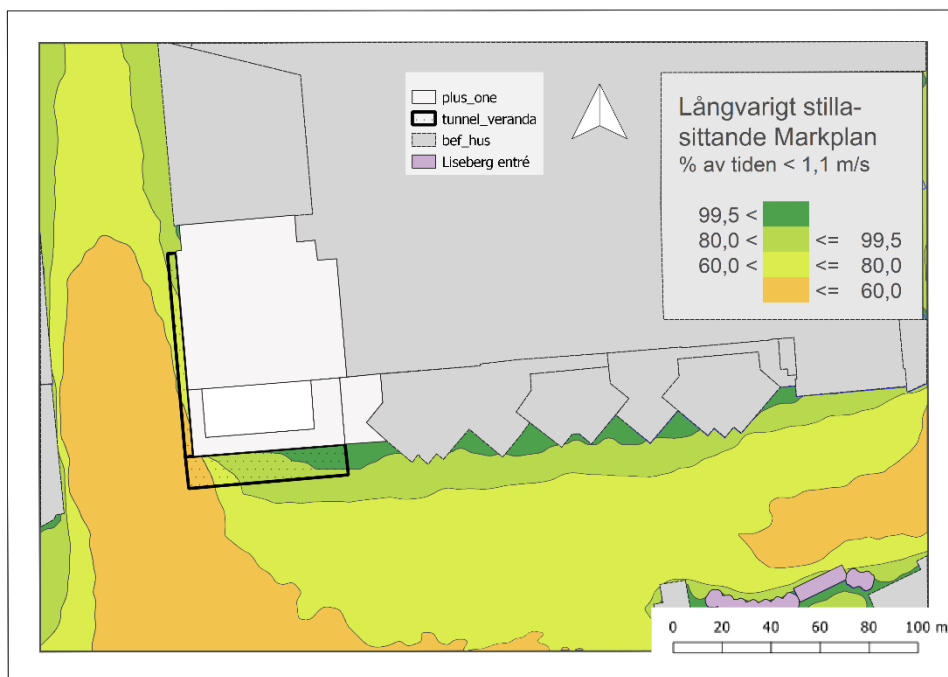 plus_one
tunnel_veranda
bef_hus
Liseberg entré
Långvarigt stilla-
sittande Markplan
% av tiden < 1,1 m/s
99,5 <
80,0 < <= 99,5
60,0 < <= 80,0
<= 60,0
0 20 40 60 80 100 m